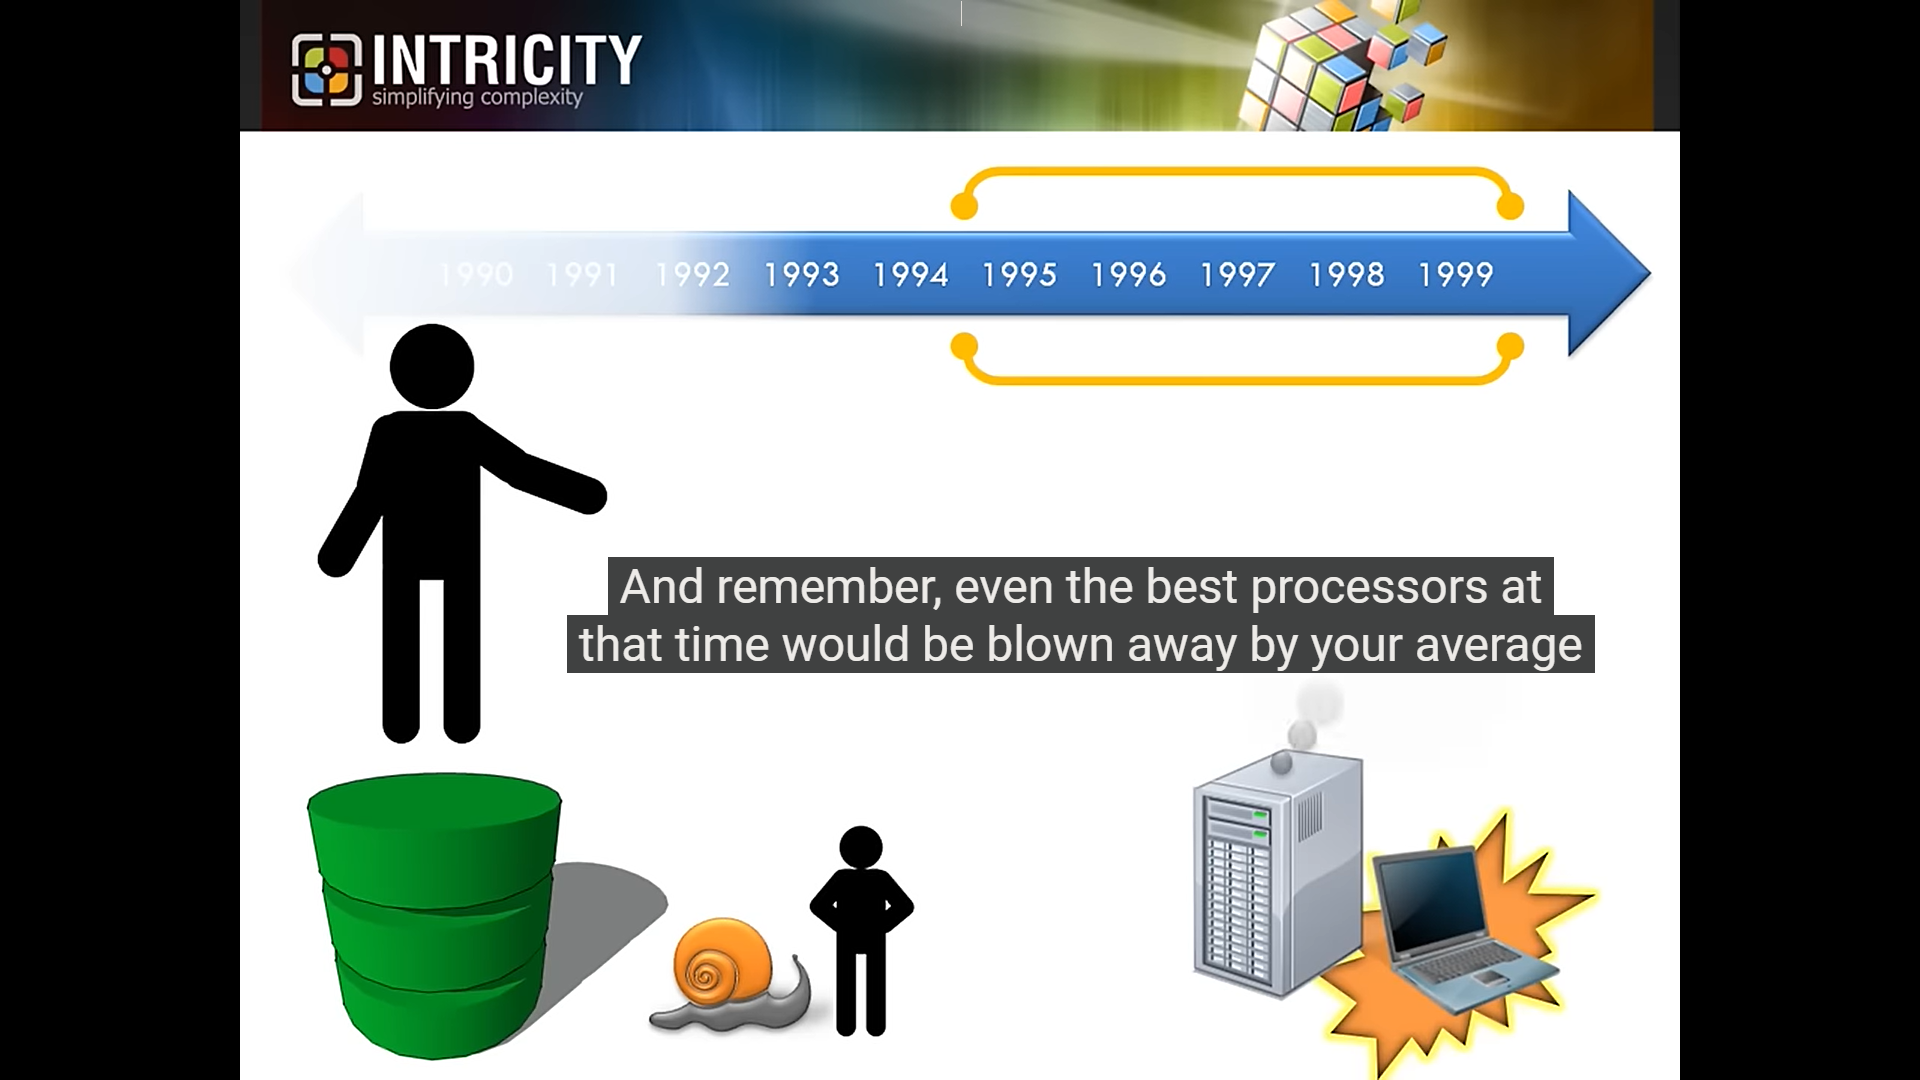 INTRICITY
simplifying complexity
1990 1991 1992 1993 1994 1995 1996 1997 1998 1999
And remember, even the best processors at
that time would be blown away by your average